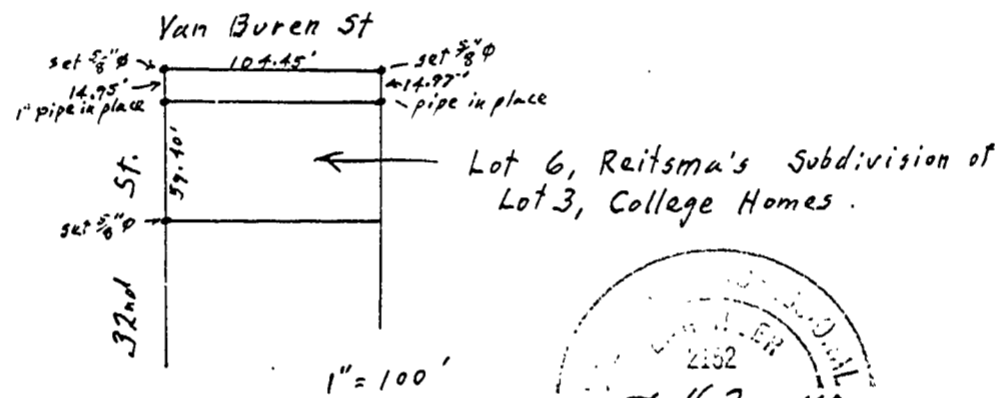 Van Buren St
set 5/8" φ
104.45'
set 5/8" φ
14.95'
14.97'
1" pipe in place
pipe in place
St.
59.40'
Lot 6, Reitsma's Subdivision of
Lot 3, College Homes.
set 5/8" φ
32nd
1" = 100'
2152